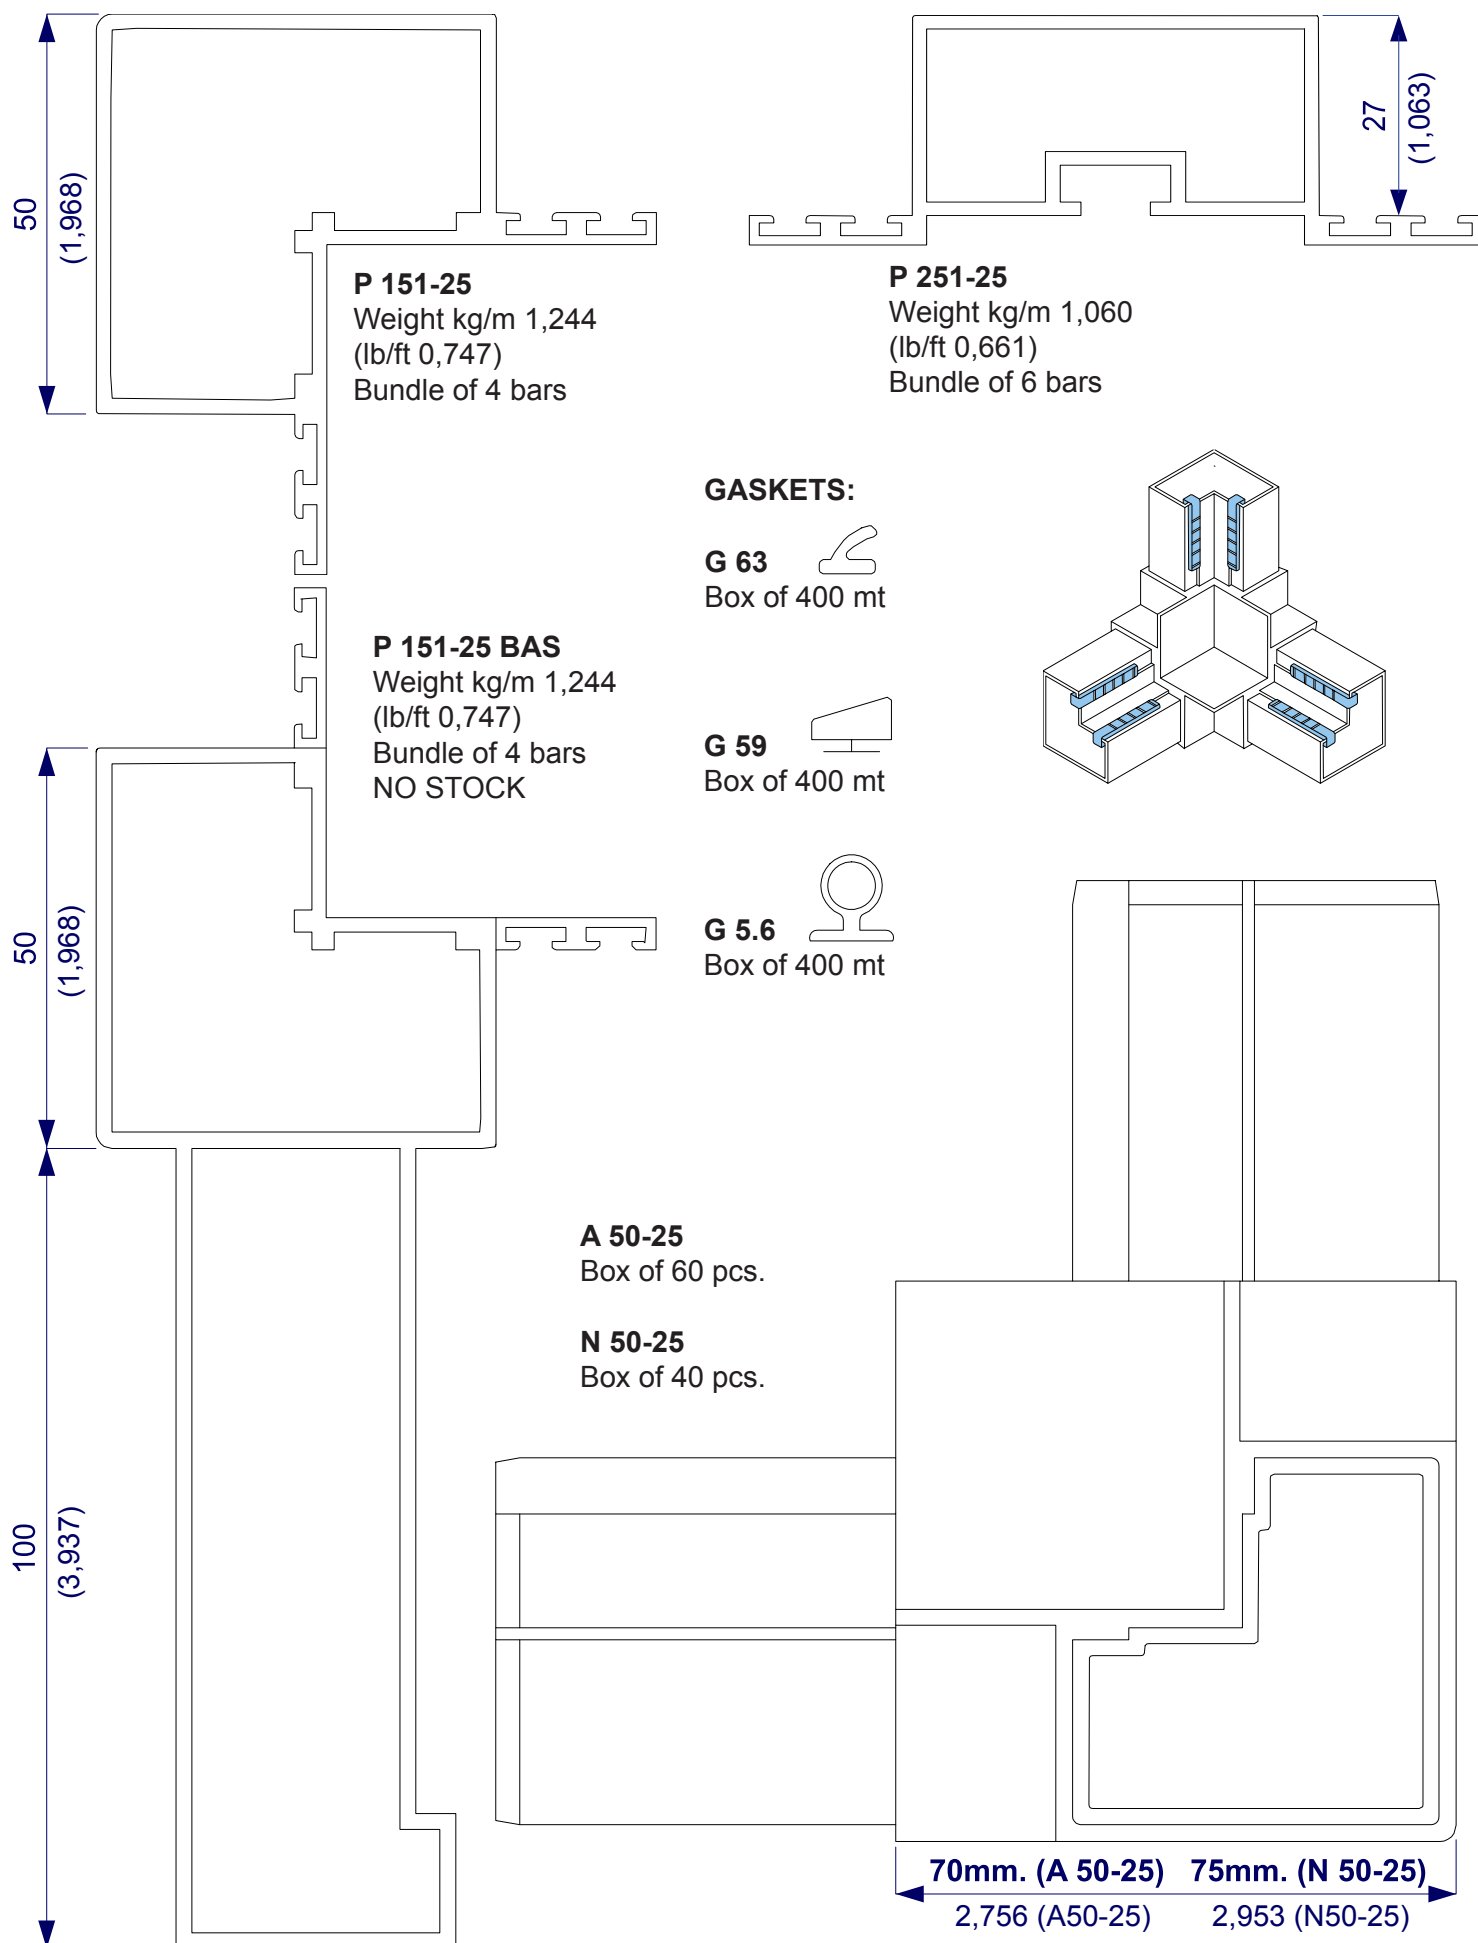 50
(1,968)
27
(1,063)
P 151-25
Weight kg/m 1,244
(lb/ft 0,747)
Bundle of 4 bars
P 251-25
Weight kg/m 1,060
(lb/ft 0,661)
Bundle of 6 bars
GASKETS:
G 63
Box of 400 mt
P 151-25 BAS
Weight kg/m 1,244
(lb/ft 0,747)
Bundle of 4 bars
NO STOCK
G 59
Box of 400 mt
50
(1,968)
G 5.6
Box of 400 mt
A 50-25
Box of 60 pcs.
N 50-25
Box of 40 pcs.
100
(3,937)
70mm. (A 50-25) 75mm. (N 50-25)
2,756 (A50-25) 2,953 (N50-25)